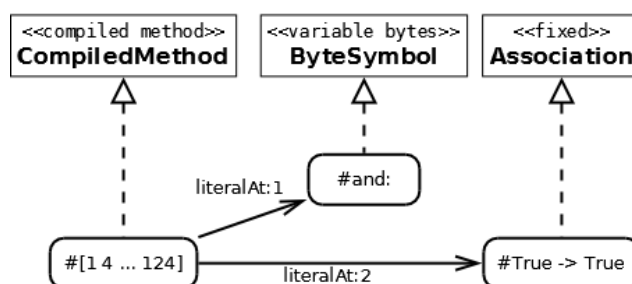 <<compiled method>>
CompiledMethod
<<variable bytes>>
ByteSymbol
<<fixed>>
Association
literalAt:1
#and:
#[1 4 ... 124]
literalAt:2
#True -> True